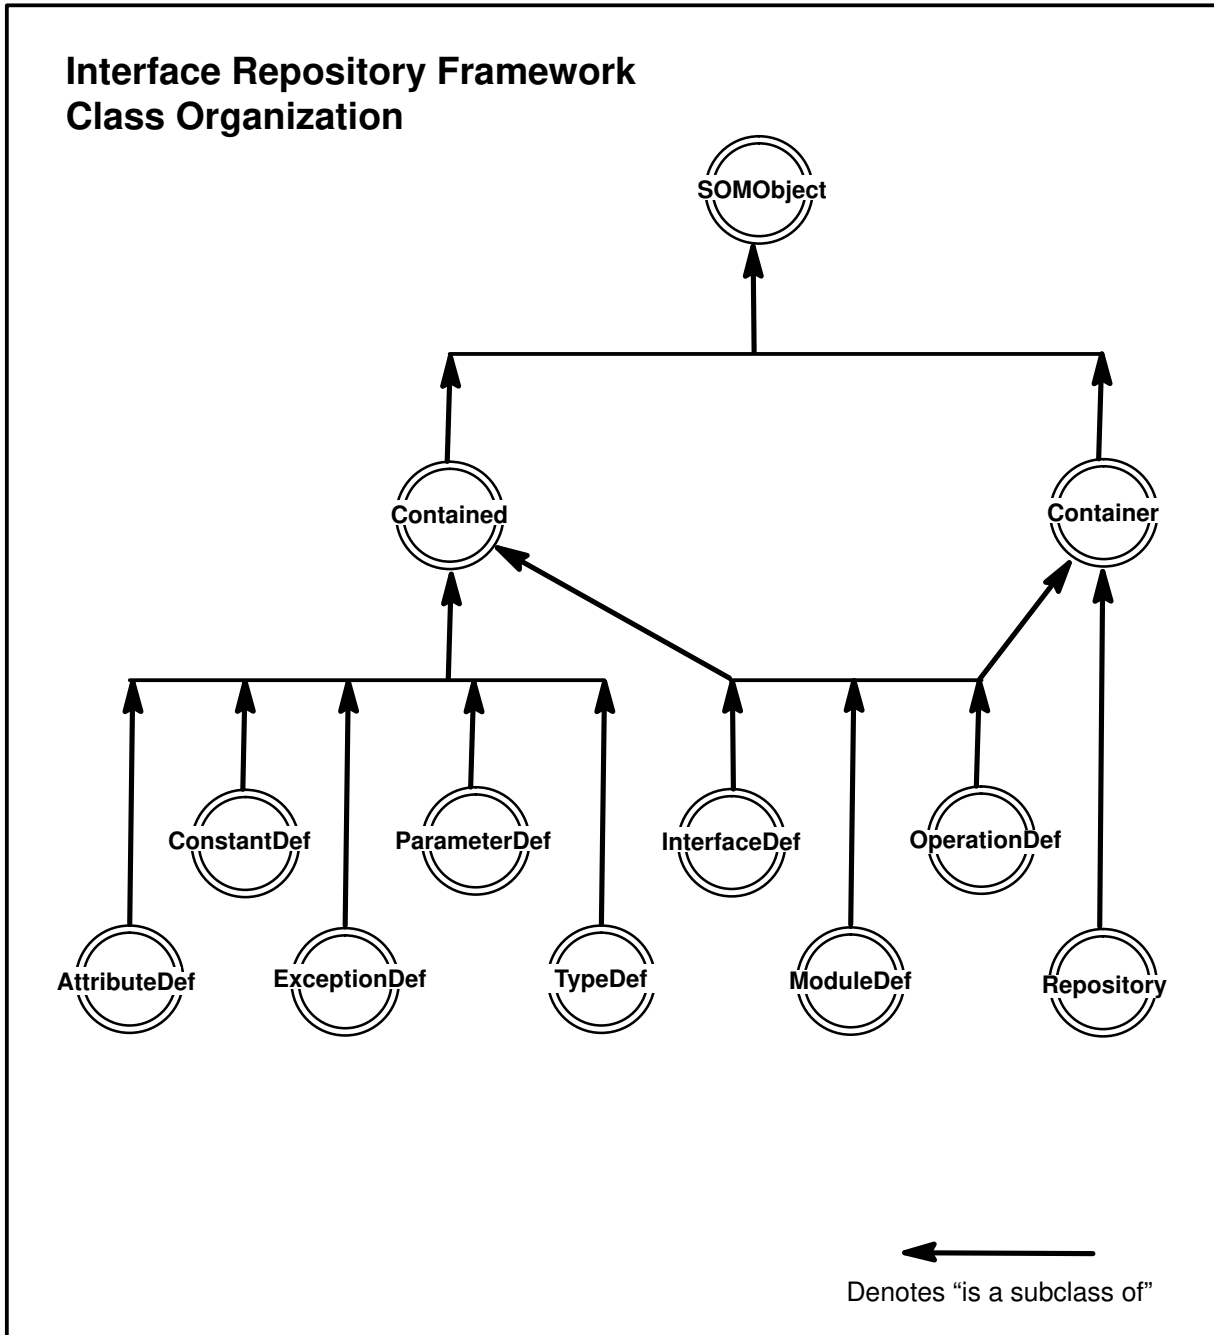 Interface Repository Framework
Class Organization
SOMObject
Contained
Container
ConstantDef
ParameterDef
InterfaceDef
OperationDef
AttributeDef
ExceptionDef
TypeDef
ModuleDef
Repository
Denotes “is a subclass of”